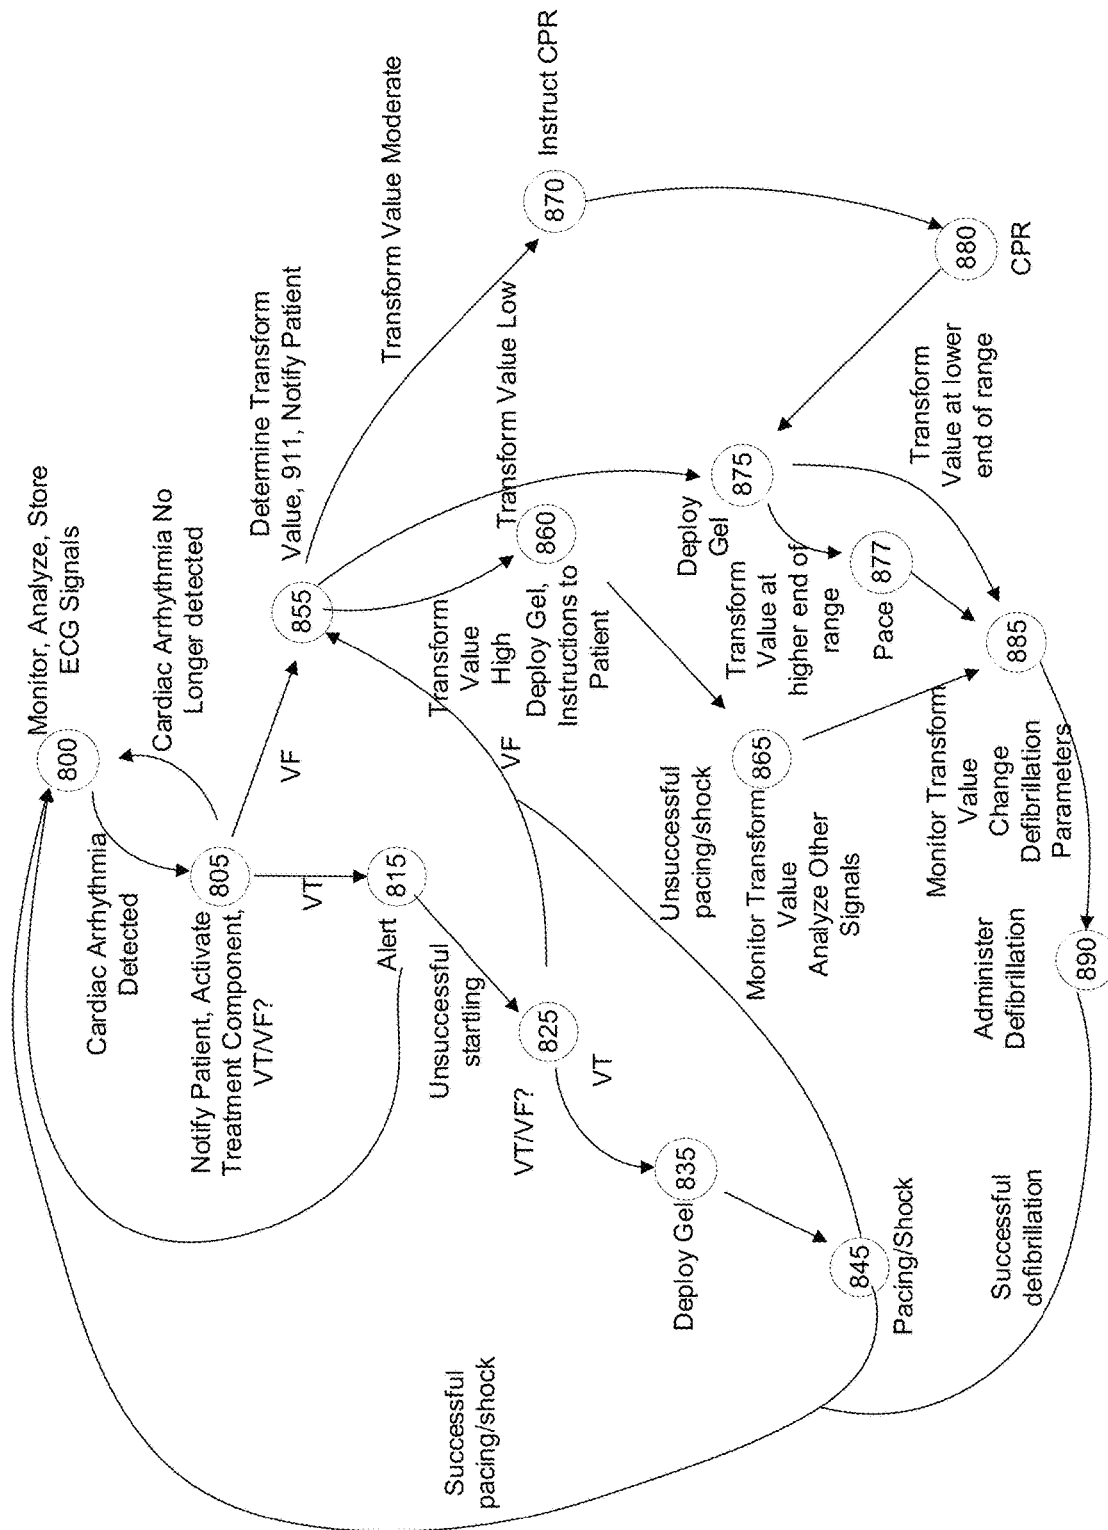 Monitor, Analyze, Store
ECG Signals
800
Cardiac Arrhythmia No
Longer detected
Cardiac Arrhythmia
Detected
805
Notify Patient, Activate
Treatment Component,
VT/VF?
VF
VT
Determine Transform
Value, 911, Notify Patient
855
Transform Value Moderate
870
Instruct CPR
815
Alert
Unsuccessful
startling
825
VT/VF?
VF
VT
Transform
Value
High
Transform Value Low
860
Deploy Gel,
Instructions to
Patient
835
Deploy Gel
Unsuccessful
pacing/shock
865
Monitor Transform
Value
Analyze Other
Signals
875
Deploy
Gel
Transform
Value at
higher end of
range
877
Pace
880
CPR
Transform
Value at lower
end of range
845
Pacing/Shock
885
Monitor Transform
Value
Change
Defibrillation
Parameters
890
Administer
Defibrillation
Successful
defibrillation
Successful
pacing/shock